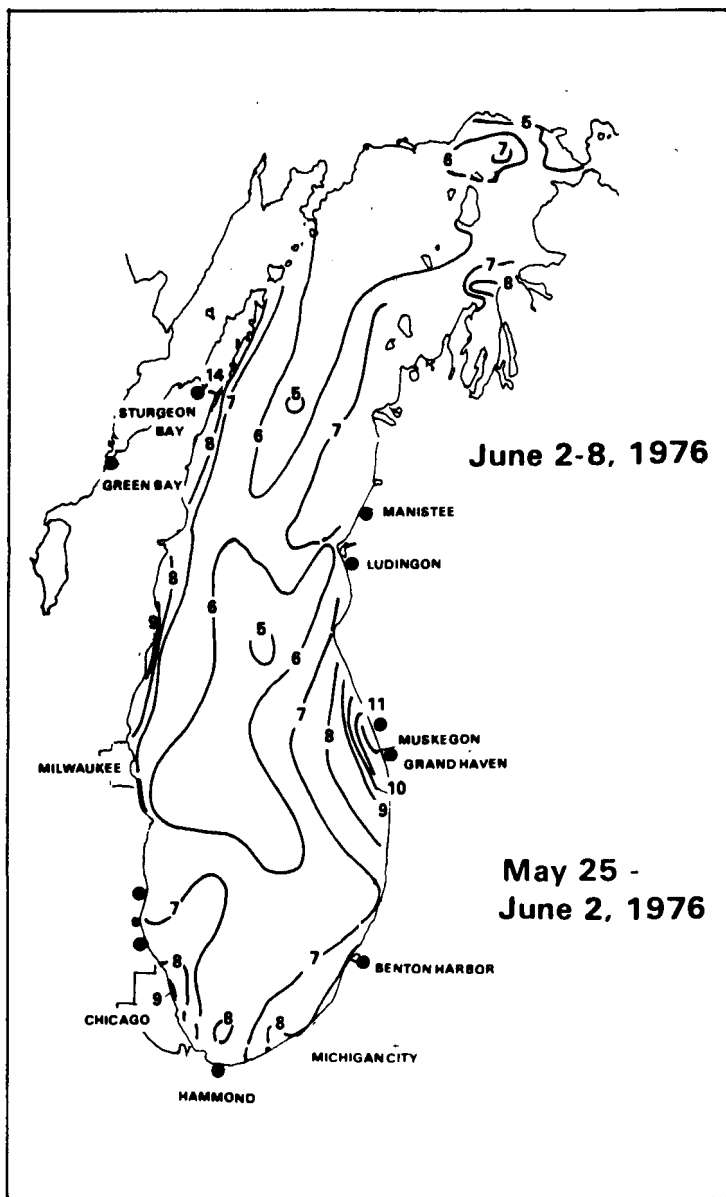 5
6
7
7
8
14
STURGEON
BAY
7
5
8
6
7
GREEN BAY
June 2-8, 1976
MANISTEE
LUDINGON
8
6
9
5
6
7
11
8
MUSKEGON
MILWAUKEE
GRAND HAVEN
10
9
May 25 -
June 2, 1976
7
8
7
BENTON HARBOR
9
CHICAGO
8
8
MICHIGAN CITY
HAMMOND